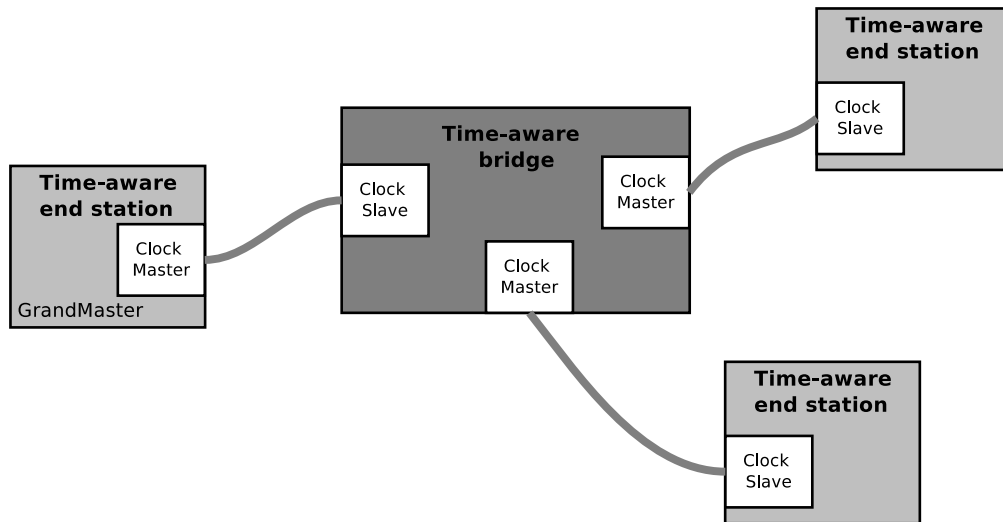 Time-aware
end station
Clock
Master
GrandMaster
Time-aware
bridge
Clock
Slave
Clock
Master
Clock
Master
Time-aware
end station
Clock
Slave
Time-aware
end station
Clock
Slave